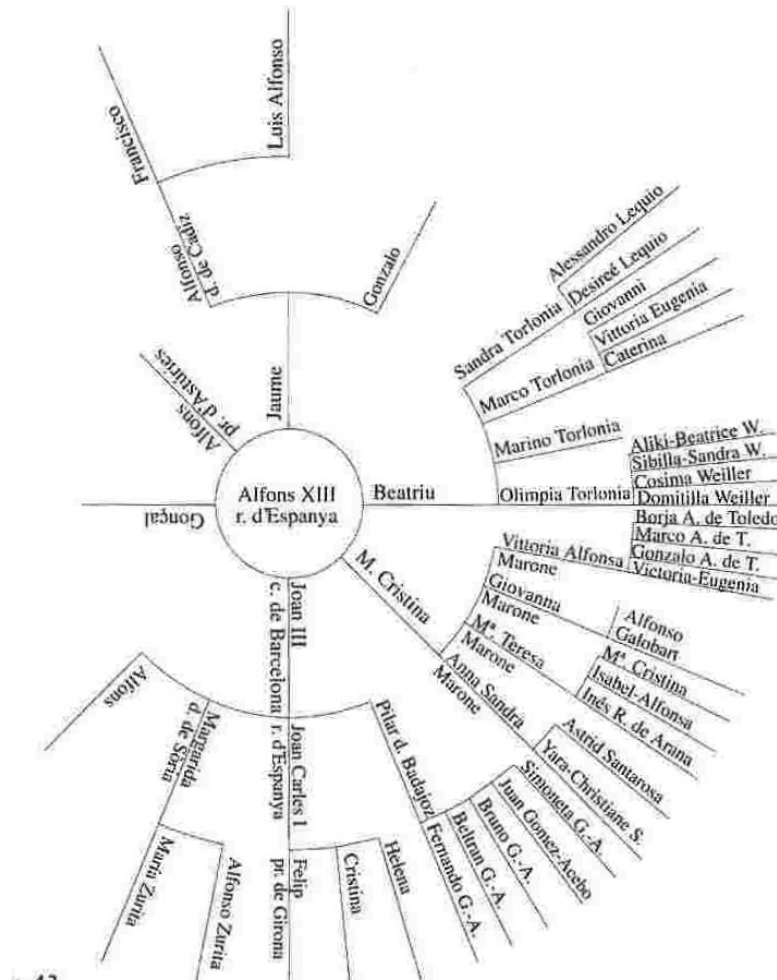 Francisco
Luis Alfonso
Alfonso
d. de Cadiz
Gonzalo
Alfons
pr. d'Astúries
Jaume
Alfons XIII
r. d'Espanya
Gonçal
Beatriu
Sandra Torlonia
Alessandro Lequio
Desireé Lequio
Marco Torlonia
Giovanni
Vittoria Eugenia
Caterina
Marino Torlonia
Olimpia Torlonia
Aliki-Beatrice W.
Sibilla-Sandra W.
Cosima Weiller
Domitilla Weiller
M. Cristina
Vittoria Alfonsa
Marone
Borja A. de Toledo
Marco A. de T.
Gonzalo A. de T.
Victoria-Eugenia
Giovanna
Marone
Alfonso
Galobart
Mª. Teresa
Marone
Mª. Cristina
Isabel-Alfonsa
Inés R. de Arana
Anna Sandra
Marone
Astrid Santarosa
Yara-Christiane S.
Joan III
c. de Barcelona
Pilar d. Badajoz
Simoneta G.-A.
Juan Gomez-Acebo
Bruno G.-A.
Beltran G.-A.
Fernando G.-A.
Joan Carles I
r. d'Espanya
Helena
Cristina
Felip
pr. de Girona
Margarida
d. de Soria
Alfonso Zurita
Maria Zurita
Alfons